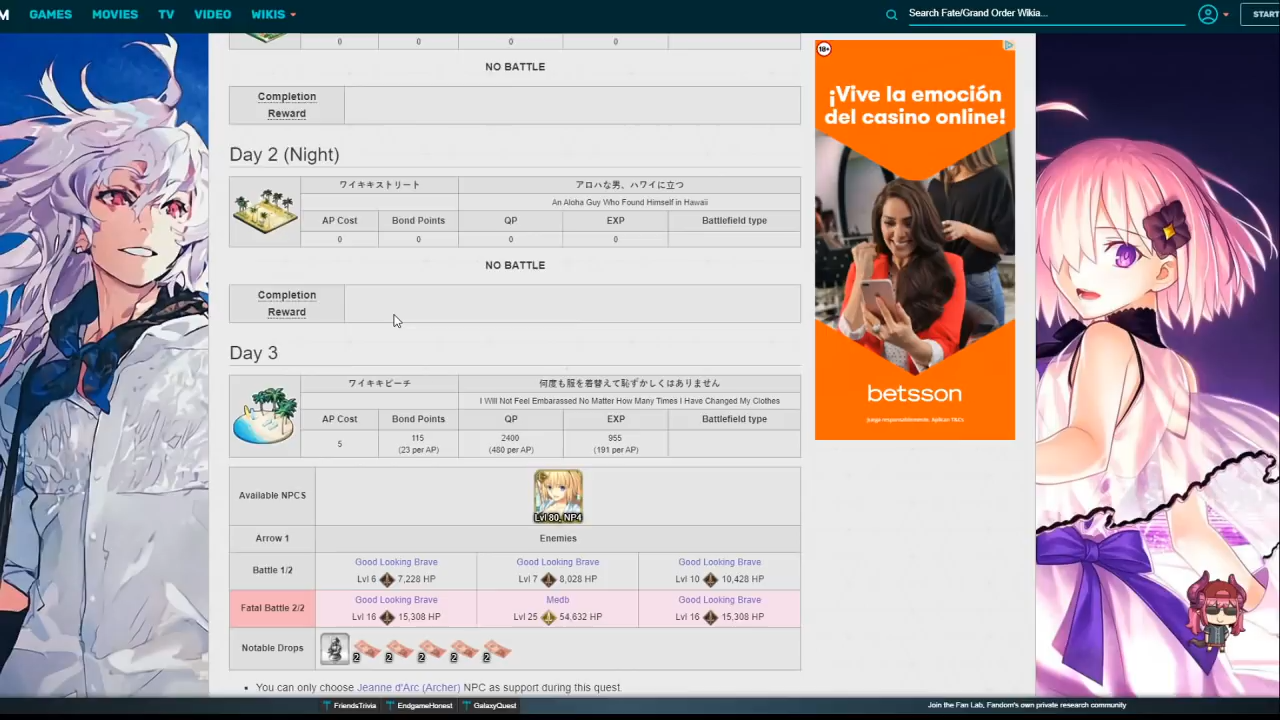 M GAMES MOVIES TV VIDEO WIKIS Search Fate/Grand Order Wikia... START
0 0 0 0
NO BATTLE
Completion
Reward
Day 2 (Night)
ワイキキストリート アロハな男、ハワイに立つ
An Aloha Guy Who Found Himself in Hawaii
AP Cost Bond Points QP EXP Battlefield type
0 0 0 0
NO BATTLE
Completion
Reward
Day 3
ワイキキビーチ 何度も服を着替えて恥ずかしくはありません
I Will Not Feel Embarassed No Matter How Many Times I Have Changed My Clothes
AP Cost Bond Points QP EXP Battlefield type
5 115 2400 955
(23 per AP) (480 per AP) (191 per AP)
Available NPCS
Lvl 80, NP4
Arrow 1 Enemies
Battle 1/2 Good Looking Brave Good Looking Brave Good Looking Brave
Lvl 6 7,228 HP Lvl 7 8,028 HP Lvl 10 10,428 HP
Fatal Battle 2/2 Good Looking Brave Medb Good Looking Brave
Lvl 16 15,308 HP Lvl 25 54,632 HP Lvl 16 15,308 HP
Notable Drops 2 2 2 2 2
You can only choose Jeanne d'Arc (Archer) NPC as support during this quest.
18+
¡Vive la emoción
del casino online!
betsson
Juega responsablemente. Aplican T&Cs
FriendsTrivia EndgameHonest GalaxyQuest Join the Fan Lab, Fandom's own private research community